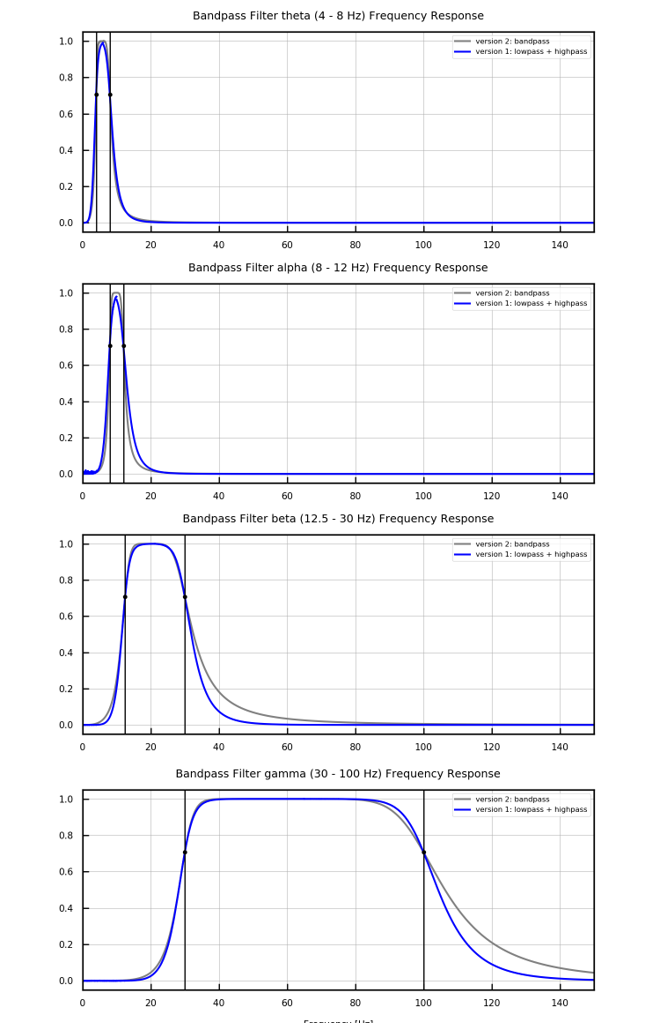 Bandpass Filter theta (4 - 8 Hz) Frequency Response
version 2: bandpass
version 1: lowpass + highpass
1.0
0.8
0.6
0.4
0.2
0.0
0 20 40 60 80 100 120 140
Bandpass Filter alpha (8 - 12 Hz) Frequency Response
version 2: bandpass
version 1: lowpass + highpass
1.0
0.8
0.6
0.4
0.2
0.0
0 20 40 60 80 100 120 140
Bandpass Filter beta (12.5 - 30 Hz) Frequency Response
version 2: bandpass
version 1: lowpass + highpass
1.0
0.8
0.6
0.4
0.2
0.0
0 20 40 60 80 100 120 140
Bandpass Filter gamma (30 - 100 Hz) Frequency Response
version 2: bandpass
version 1: lowpass + highpass
1.0
0.8
0.6
0.4
0.2
0.0
0 20 40 60 80 100 120 140
Frequency [Hz]